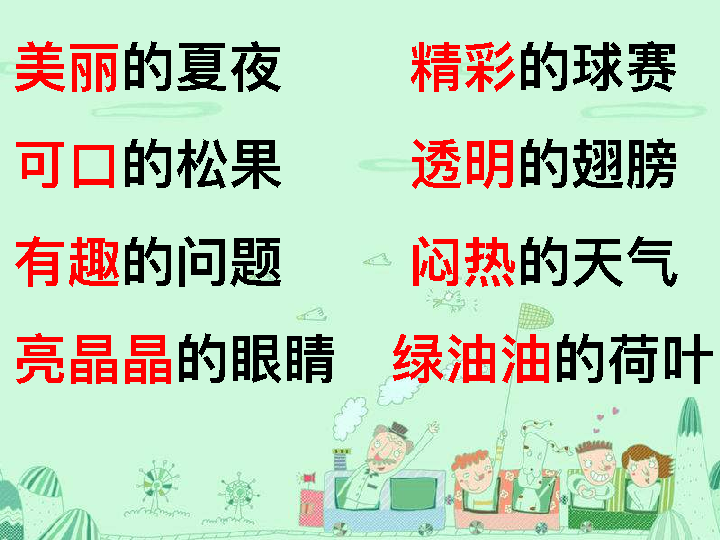 美丽的夏夜 精彩的球赛
可口的松果 透明的翅膀
有趣的问题 闷热的天气
亮晶晶的眼睛 绿油油的荷叶